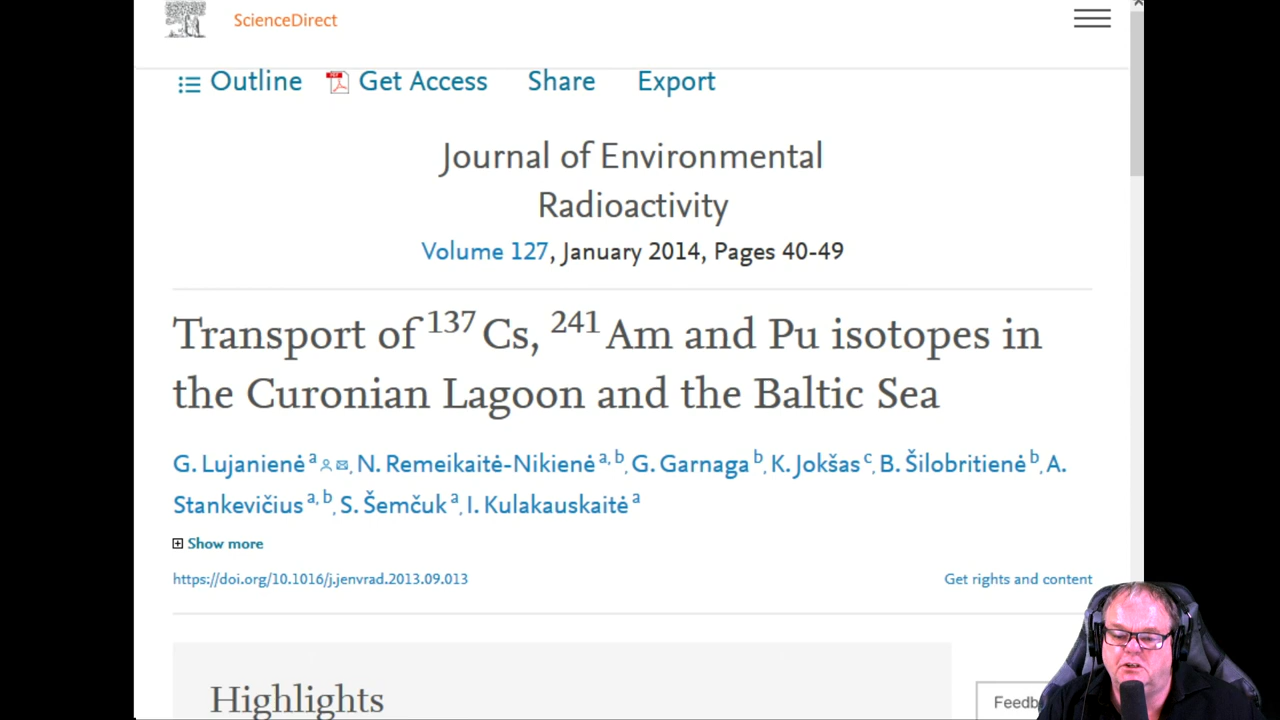 ScienceDirect
Outline Get Access Share Export
Journal of Environmental
Radioactivity
Volume 127, January 2014, Pages 40-49
Transport of ¹³⁷Cs, ²⁴¹Am and Pu isotopes in
the Curonian Lagoon and the Baltic Sea
G. Lujanienė ᵃ, N. Remeikaitė-Nikienė ᵃ, ᵇ, G. Garnaga ᵇ, K. Jokšas ᶜ, B. Šilobritienė ᵇ, A.
Stankevičius ᵃ, ᵇ, S. Šemčuk ᵃ, I. Kulakauskaitė ᵃ
Show more
https://doi.org/10.1016/j.jenvrad.2013.09.013 Get rights and content
Highlights
Feedb